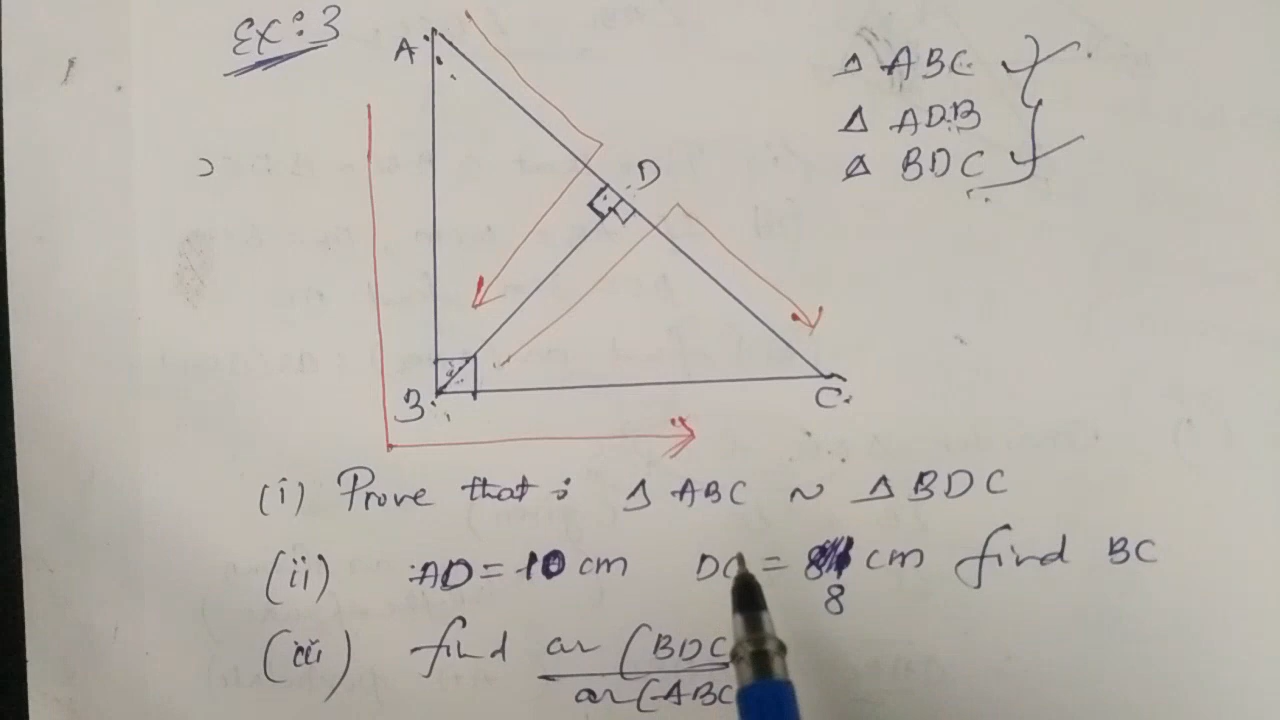 Ex:3
A
D
B
C
Δ ABC
Δ ADB
Δ BDC
(i) Prove that: Δ ABC ~ Δ BDC
(ii) AD = 10 cm DC = 8 cm find BC
(iii) find ar (BDC
ar (ABC